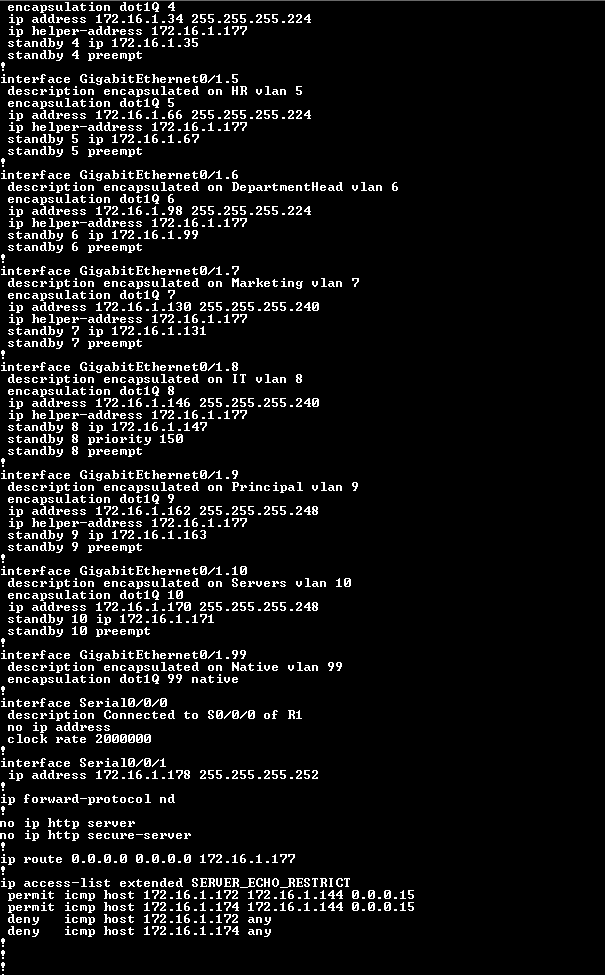 encapsulation dot1Q 4
ip address 172.16.1.34 255.255.255.224
ip helper-address 172.16.1.177
standby 4 ip 172.16.1.35
standby 4 preempt
!
interface GigabitEthernet0/1.5
description encapsulated on HR vlan 5
encapsulation dot1Q 5
ip address 172.16.1.66 255.255.255.224
ip helper-address 172.16.1.177
standby 5 ip 172.16.1.67
standby 5 preempt
!
interface GigabitEthernet0/1.6
description encapsulated on DepartmentHead vlan 6
encapsulation dot1Q 6
ip address 172.16.1.98 255.255.255.224
ip helper-address 172.16.1.177
standby 6 ip 172.16.1.99
standby 6 preempt
!
interface GigabitEthernet0/1.7
description encapsulated on Marketing vlan 7
encapsulation dot1Q 7
ip address 172.16.1.130 255.255.255.240
ip helper-address 172.16.1.177
standby 7 ip 172.16.1.131
standby 7 preempt
!
interface GigabitEthernet0/1.8
description encapsulated on IT vlan 8
encapsulation dot1Q 8
ip address 172.16.1.146 255.255.255.240
ip helper-address 172.16.1.177
standby 8 ip 172.16.1.147
standby 8 priority 150
standby 8 preempt
!
interface GigabitEthernet0/1.9
description encapsulated on Principal vlan 9
encapsulation dot1Q 9
ip address 172.16.1.162 255.255.255.248
ip helper-address 172.16.1.177
standby 9 ip 172.16.1.163
standby 9 preempt
!
interface GigabitEthernet0/1.10
description encapsulated on Servers vlan 10
encapsulation dot1Q 10
ip address 172.16.1.170 255.255.255.248
standby 10 ip 172.16.1.171
standby 10 preempt
!
interface GigabitEthernet0/1.99
description encapsulated on Native vlan 99
encapsulation dot1Q 99 native
!
interface Serial0/0/0
description Connected to S0/0/0 of R1
no ip address
clock rate 2000000
!
interface Serial0/0/1
ip address 172.16.1.178 255.255.255.252
!
ip forward-protocol nd
!
no ip http server
no ip http secure-server
!
ip route 0.0.0.0 0.0.0.0 172.16.1.177
!
ip access-list extended SERVER_ECHO_RESTRICT
permit icmp host 172.16.1.172 172.16.1.144 0.0.0.15
permit icmp host 172.16.1.174 172.16.1.144 0.0.0.15
deny   icmp host 172.16.1.172 any
deny   icmp host 172.16.1.174 any
!
!
!
!